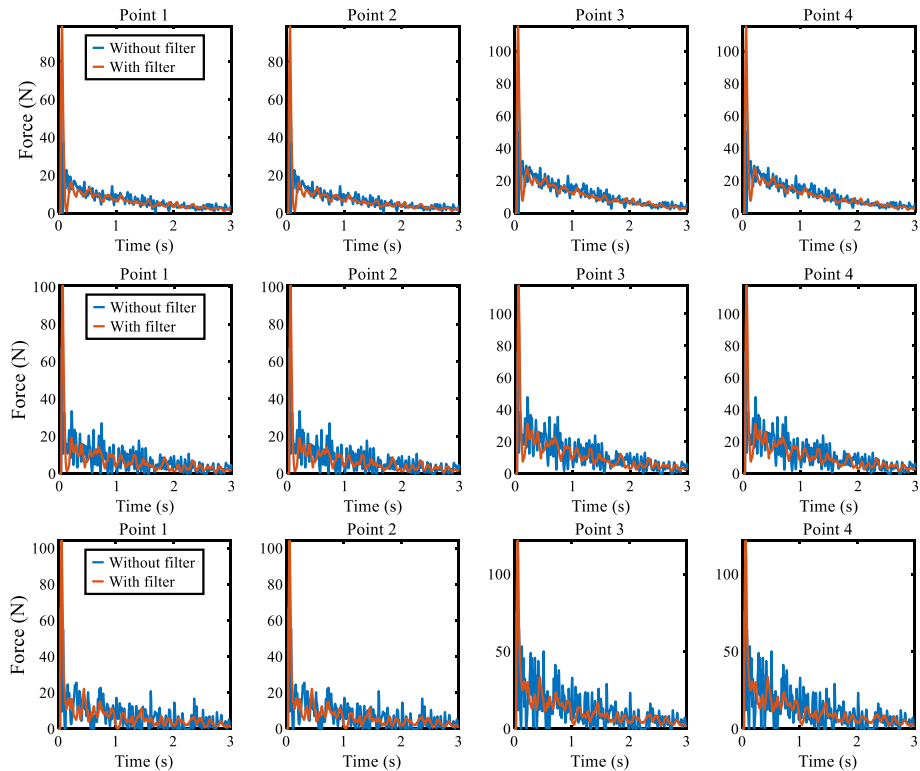 Point 1 Point 2 Point 3 Point 4
Without filter
With filter
Force (N)
80 80 100 100
60 60 80 80
60 60
40 40 40 40
20 20 20 20
0 0 0 0
0 1 2 3 0 1 2 3 0 1 2 3 0 1 2 3
Time (s) Time (s) Time (s) Time (s)
Point 1 Point 2 Point 3 Point 4
Without filter
With filter
Force (N)
100 100 100 100
80 80 80 80
60 60 60 60
40 40 40 40
20 20 20 20
0 0 0 0
0 1 2 3 0 1 2 3 0 1 2 3 0 1 2 3
Time (s) Time (s) Time (s) Time (s)
Point 1 Point 2 Point 3 Point 4
Without filter
With filter
Force (N)
100 100 100 100
80 80
60 60
40 40 50 50
20 20
0 0 0 0
0 1 2 3 0 1 2 3 0 1 2 3 0 1 2 3
Time (s) Time (s) Time (s) Time (s)